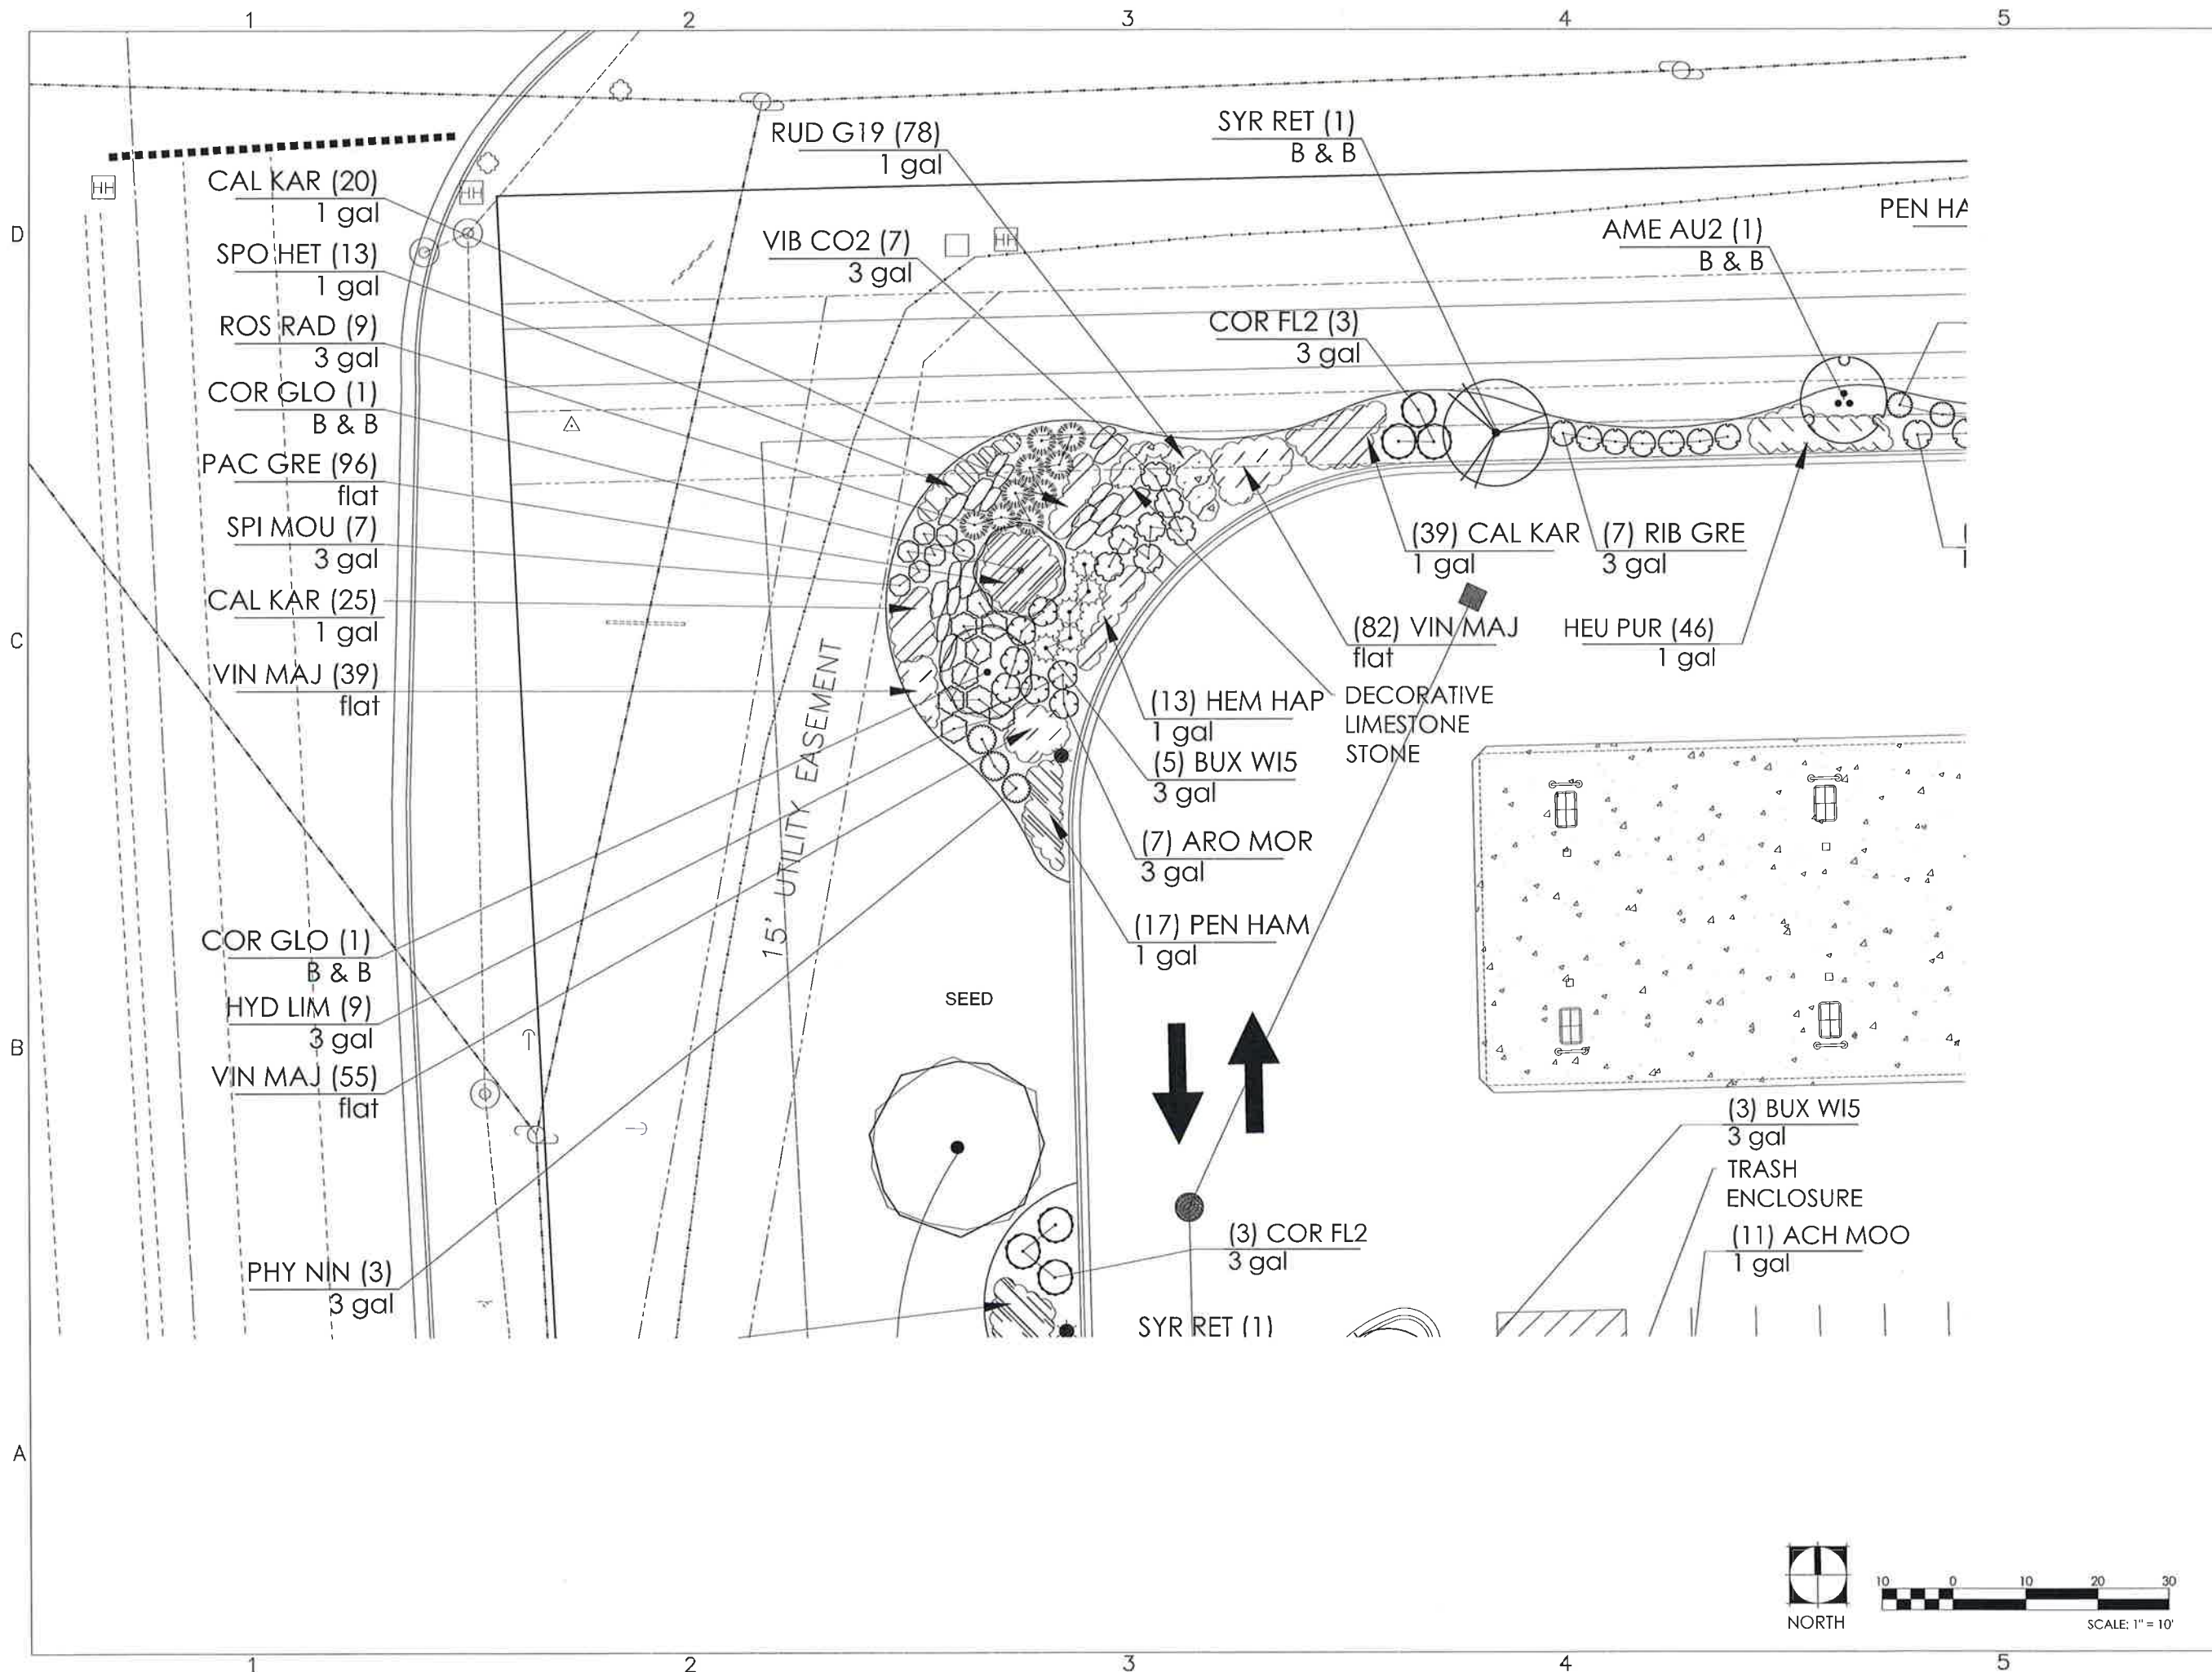 1 2 3 4 5
RUD G19 (78)
1 gal
SYR RET (1)
B & B
HH
HH
CAL KAR (20)
1 gal
PEN HA
D
VIB CO2 (7)
3 gal
HH
AME AU2 (1)
B & B
SPO HET (13)
1 gal
ROS RAD (9)
3 gal
COR FL2 (3)
3 gal
COR GLO (1)
B & B
PAC GRE (96)
flat
SPI MOU (7)
3 gal
(39) CAL KAR
1 gal
(7) RIB GRE
3 gal
CAL KAR (25)
1 gal
C
(82) VIN MAJ
flat
HEU PUR (46)
1 gal
VIN MAJ (39)
flat
15' UTILITY EASEMENT
(13) HEM HAP
1 gal
DECORATIVE
LIMESTONE
STONE
(5) BUX WI5
3 gal
(7) ARO MOR
3 gal
(17) PEN HAM
1 gal
COR GLO (1)
B & B
SEED
HYD LIM (9)
3 gal
B
VIN MAJ (55)
flat
(3) BUX WI5
3 gal
TRASH
ENCLOSURE
(11) ACH MOO
1 gal
(3) COR FL2
3 gal
PHY NIN (3)
3 gal
SYR RET (1)
A
NORTH
10 0 10 20 30
SCALE: 1" = 10'
1 2 3 4 5